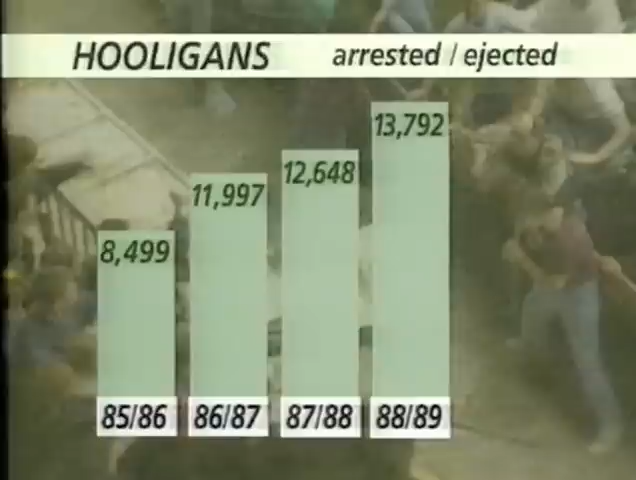 HOOLIGANS arrested / ejected
13,792
12,648
11,997
8,499
85/86 86/87 87/88 88/89